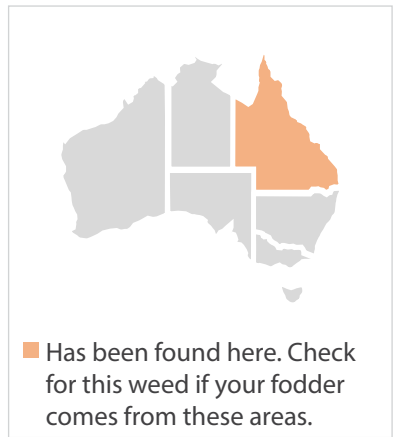 Has been found here. Check
for this weed if your fodder
comes from these areas.